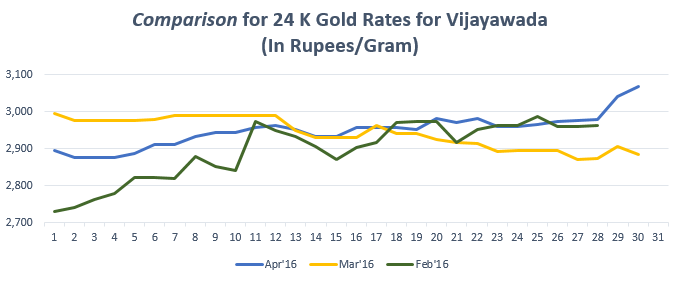 Comparison for 24 K Gold Rates for Vijayawada
(In Rupees/Gram)
3,100
3,000
2,900
2,800
2,700
1 2 3 4 5 6 7 8 9 10 11 12 13 14 15 16 17 18 19 20 21 22 23 24 25 26 27 28 29 30 31
Apr'16 Mar'16 Feb'16